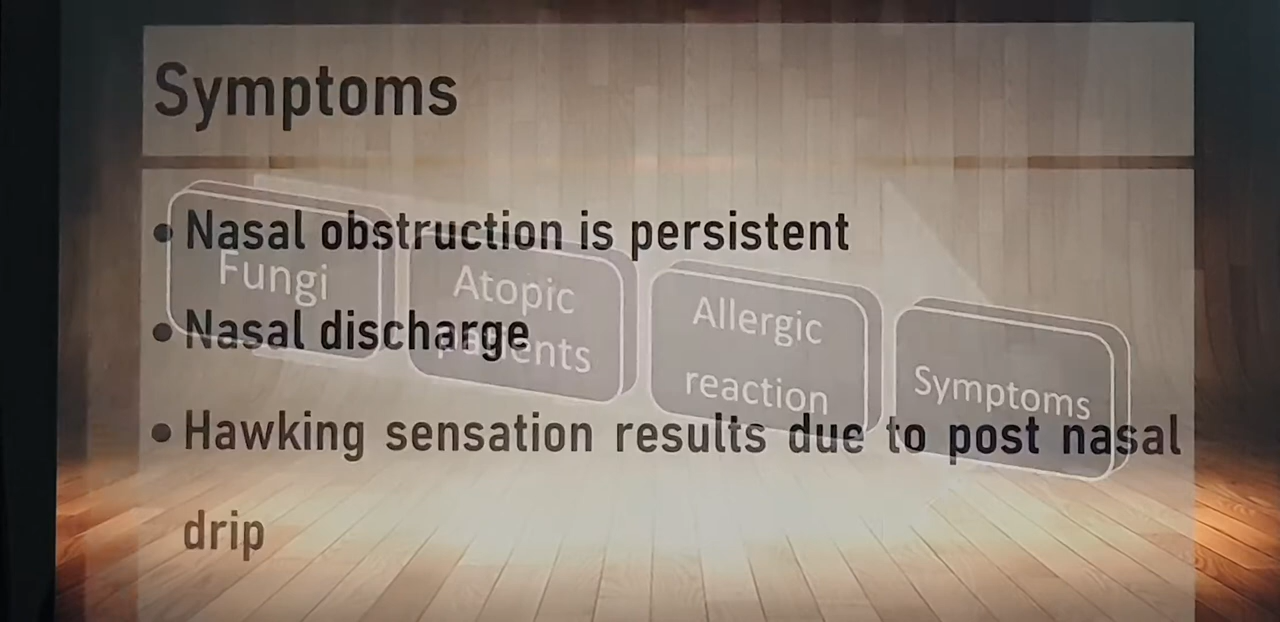 Symptoms
• Nasal obstruction is persistent
• Nasal discharge
• Hawking sensation results due to post nasal
drip
Fungi
Atopic
patients
Allergic
reaction
Symptoms